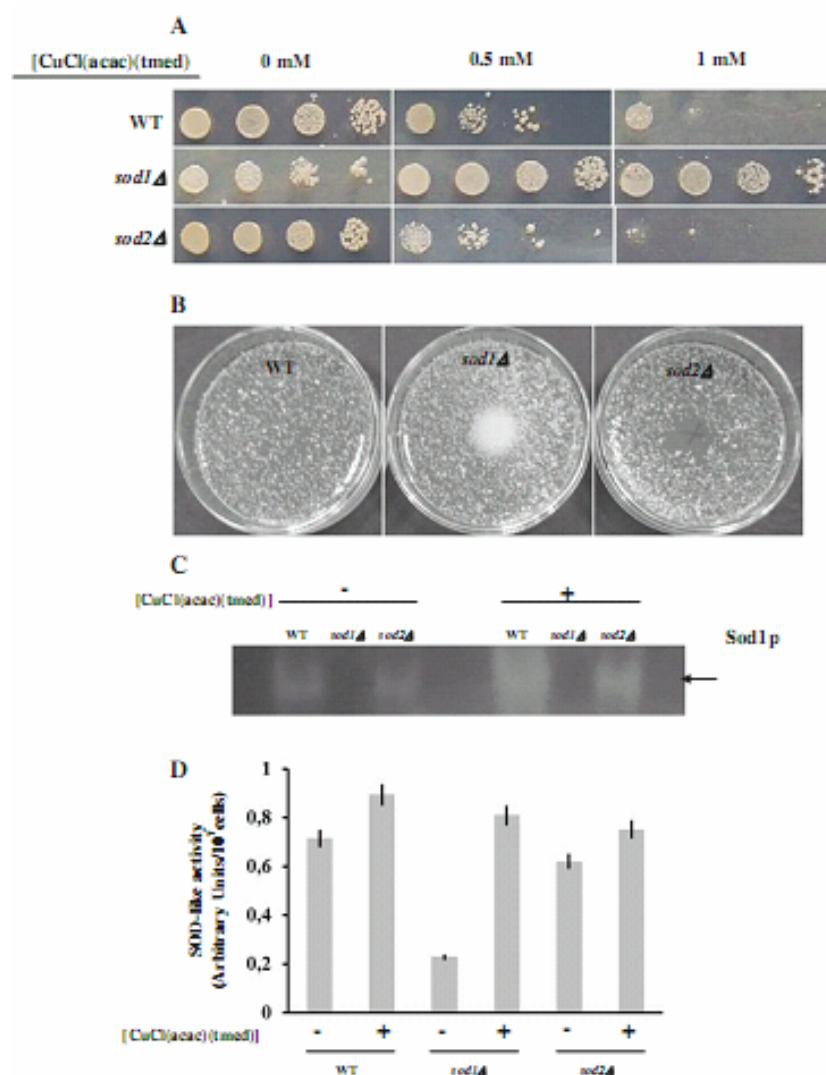 A
[CuCl(acac)(tmed) 0 mM 0.5 mM 1 mM
WT
sod1Δ
sod2Δ
B
WT sod1Δ sod2Δ
C
[CuCl(acac)(tmed)] - +
WT sod1Δ sod2Δ WT sod1Δ sod2Δ Sod1p
D
SOD-like activity
(Arbitrary Units/10⁷cells)
1
0,8
0,6
0,4
0,2
0
[CuCl(acac)(tmed)] - + - + - +
WT sod1Δ sod2Δ